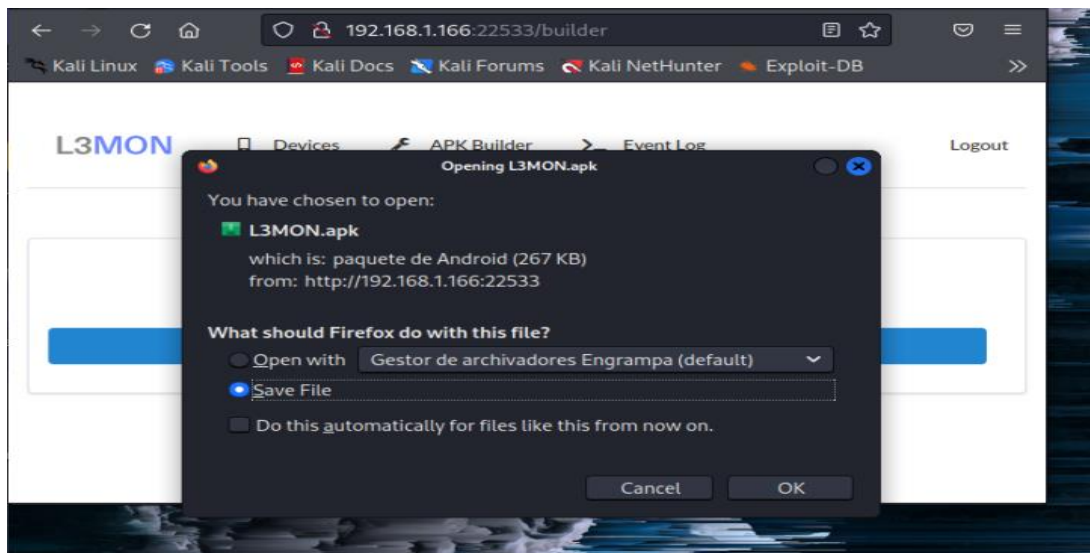 192.168.1.166:22533/builder
Kali Linux Kali Tools Kali Docs Kali Forums Kali NetHunter Exploit-DB
L3MON Devices APK Builder Event Log Logout
Opening L3MON.apk
You have chosen to open:
L3MON.apk
which is: paquete de Android (267 KB)
from: http://192.168.1.166:22533
What should Firefox do with this file?
Open with Gestor de archivadores Engrampa (default)
Save File
Do this automatically for files like this from now on.
Cancel OK